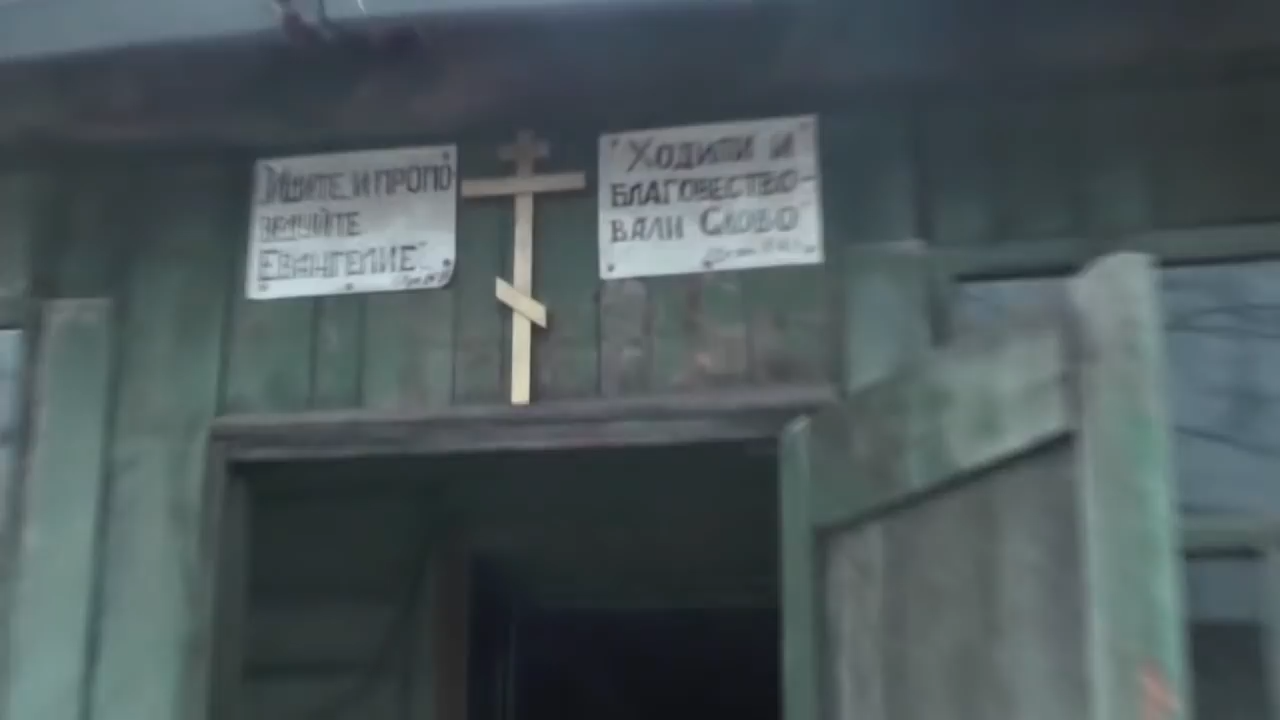 ИДИТЕ И ПРОПО
ВЕДУЙТЕ
ЕВАНГЕЛИЕ"
"ХОДИЛИ И
БЛАГОВЕСТВО-
ВАЛИ СЛОВО"